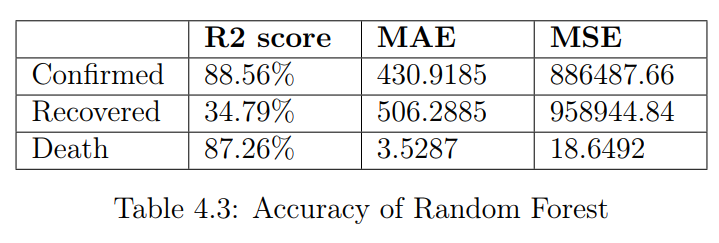 R2 score MAE MSE
Confirmed 88.56% 430.9185 886487.66
Recovered 34.79% 506.2885 958944.84
Death 87.26% 3.5287 18.6492
Table 4.3: Accuracy of Random Forest